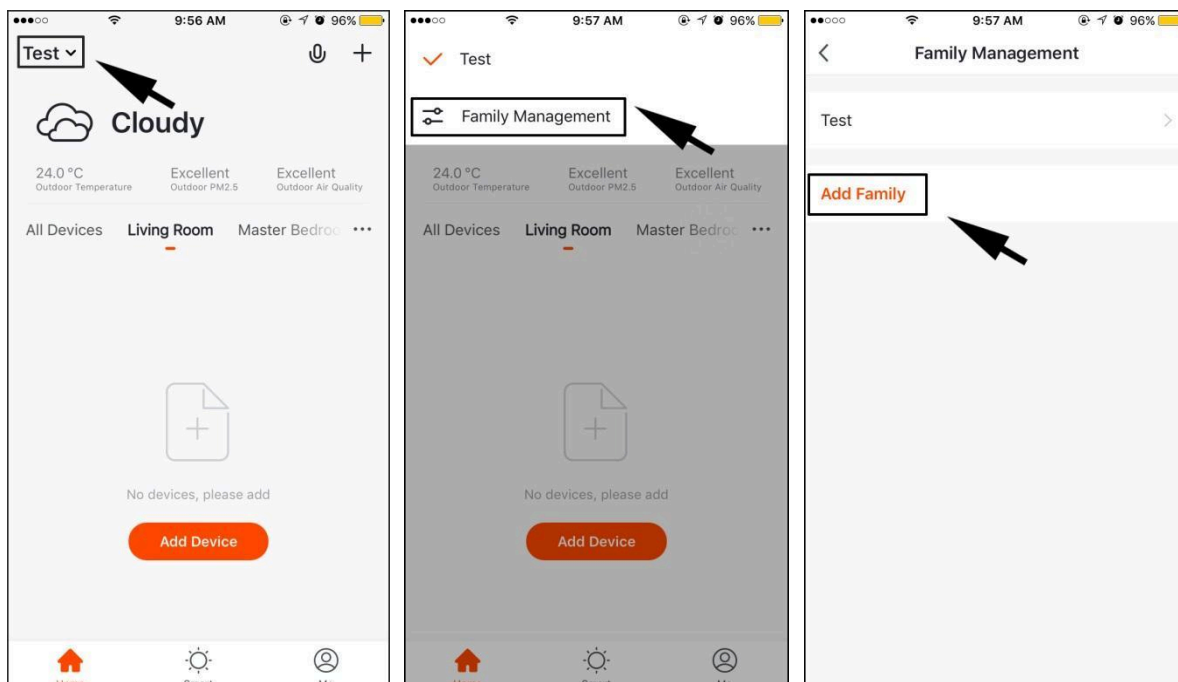 9:56 AM
96%
Test
Cloudy
24.0 °C
Excellent
Excellent
Outdoor Temperature
Outdoor PM2.5
Outdoor Air Quality
All Devices
Living Room
Master Bedroo
No devices, please add
Add Device
9:57 AM
96%
Test
Family Management
24.0 °C
Excellent
Excellent
Outdoor Temperature
Outdoor PM2.5
Outdoor Air Quality
All Devices
Living Room
Master Bedroo
No devices, please add
Add Device
9:57 AM
96%
Family Management
Test
Add Family